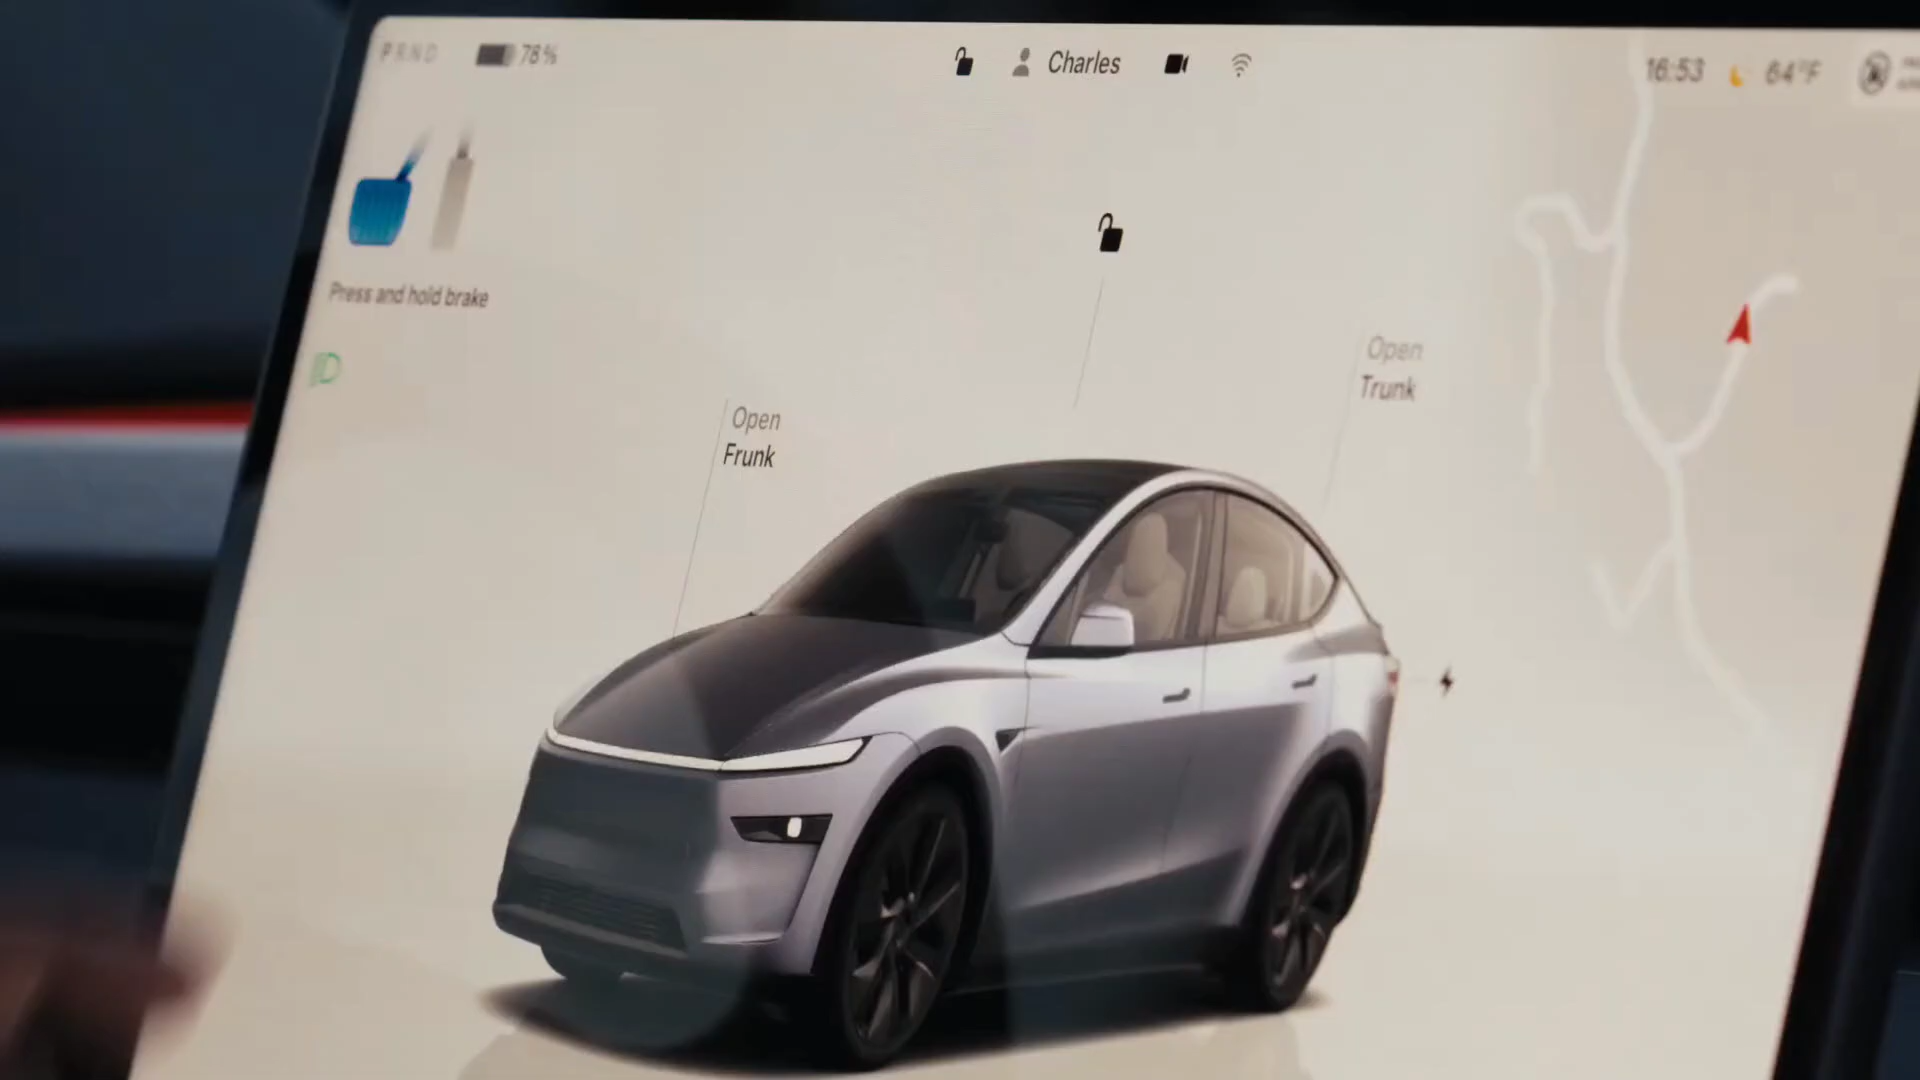 PRND
78%
Charles
16:53
64°F
Press and hold brake
Open
Trunk
Open
Frunk